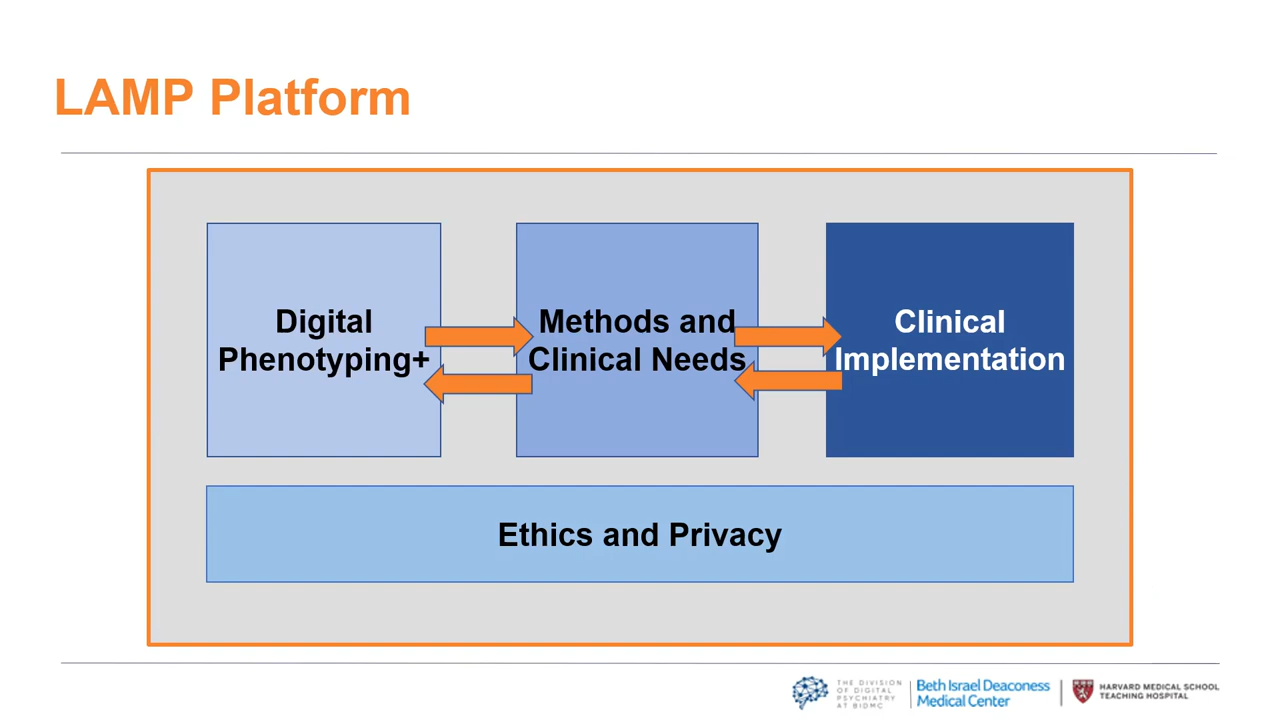 LAMP Platform
Digital
Phenotyping+
Methods and
Clinical Needs
Clinical
Implementation
Ethics and Privacy
THE DIVISION
OF DIGITAL
PSYCHIATRY
AT BIDMC
Beth Israel Deaconess
Medical Center
HARVARD MEDICAL SCHOOL
TEACHING HOSPITAL